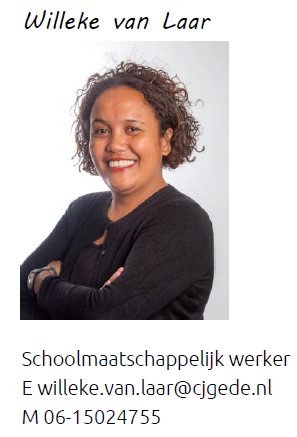 Willeke van Laar
Schoolmaatschappelijk werker
E willeke.van.laar@cjgede.nl
M 06-15024755